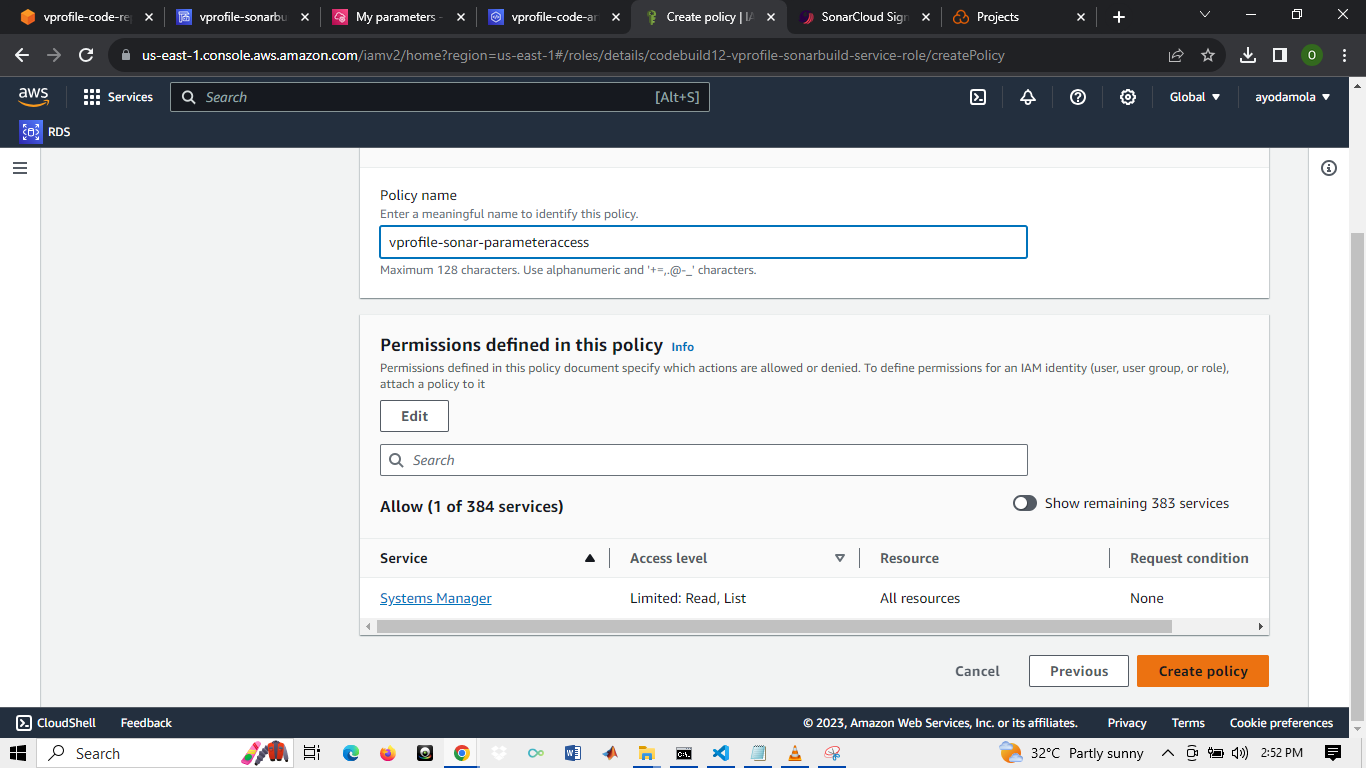 vprofile-code-rep
vprofile-sonarbu
My parameters -
vprofile-code-ar
Create policy | IA
SonarCloud Sign
Projects
us-east-1.console.aws.amazon.com/iamv2/home?region=us-east-1#/roles/details/codebuild12-vprofile-sonarbuild-service-role/createPolicy
O
aws
Services
Search
[Alt+S]
Global
ayodamola
RDS
Policy name
Enter a meaningful name to identify this policy.
vprofile-sonar-parameteraccess
Maximum 128 characters. Use alphanumeric and '+=,.@-_' characters.
Permissions defined in this policy Info
Permissions defined in this policy document specify which actions are allowed or denied. To define permissions for an IAM identity (user, user group, or role),
attach a policy to it
Edit
Search
Allow (1 of 384 services)
Show remaining 383 services
Service
Access level
Resource
Request condition
Systems Manager
Limited: Read, List
All resources
None
Cancel
Previous
Create policy
CloudShell
Feedback
© 2023, Amazon Web Services, Inc. or its affiliates.
Privacy
Terms
Cookie preferences
Search
32°C Partly sunny
2:52 PM